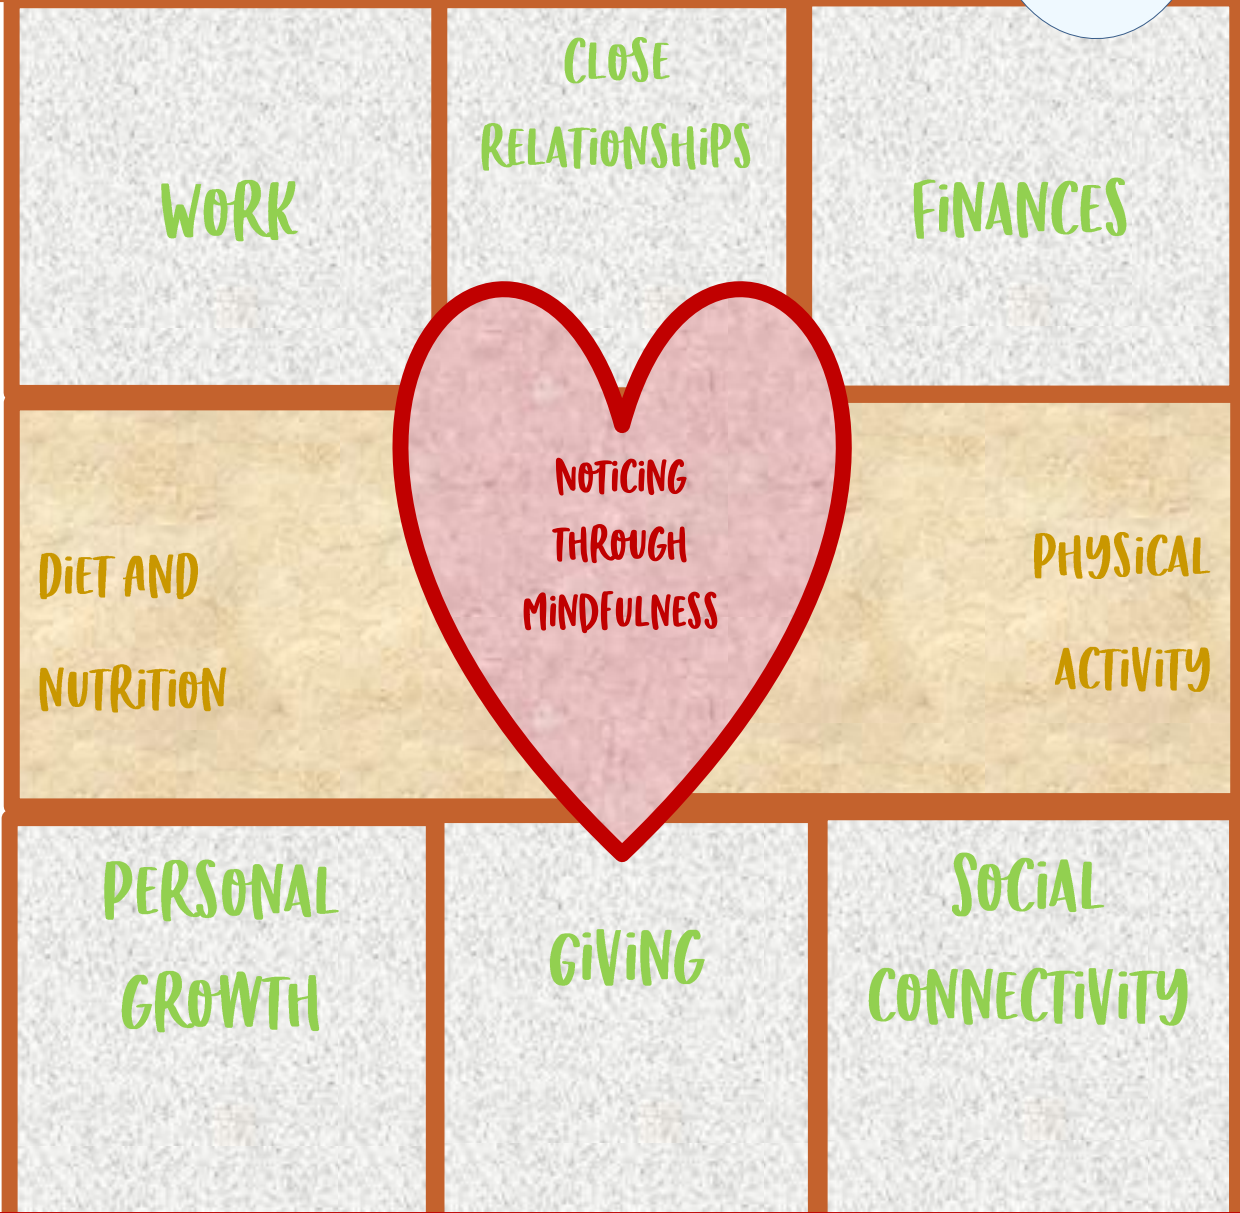 CLOSE
RELATiONSHiPS
WORK
FiNANCES
NOTiCiNG
THROUGH
MiNDFULNESS
DiET AND
NUTRiTiON
PHYSiCAL
ACTiViTY
PERSONAL
GROWTH
GiViNG
SOCiAL
CONNECTiViTY